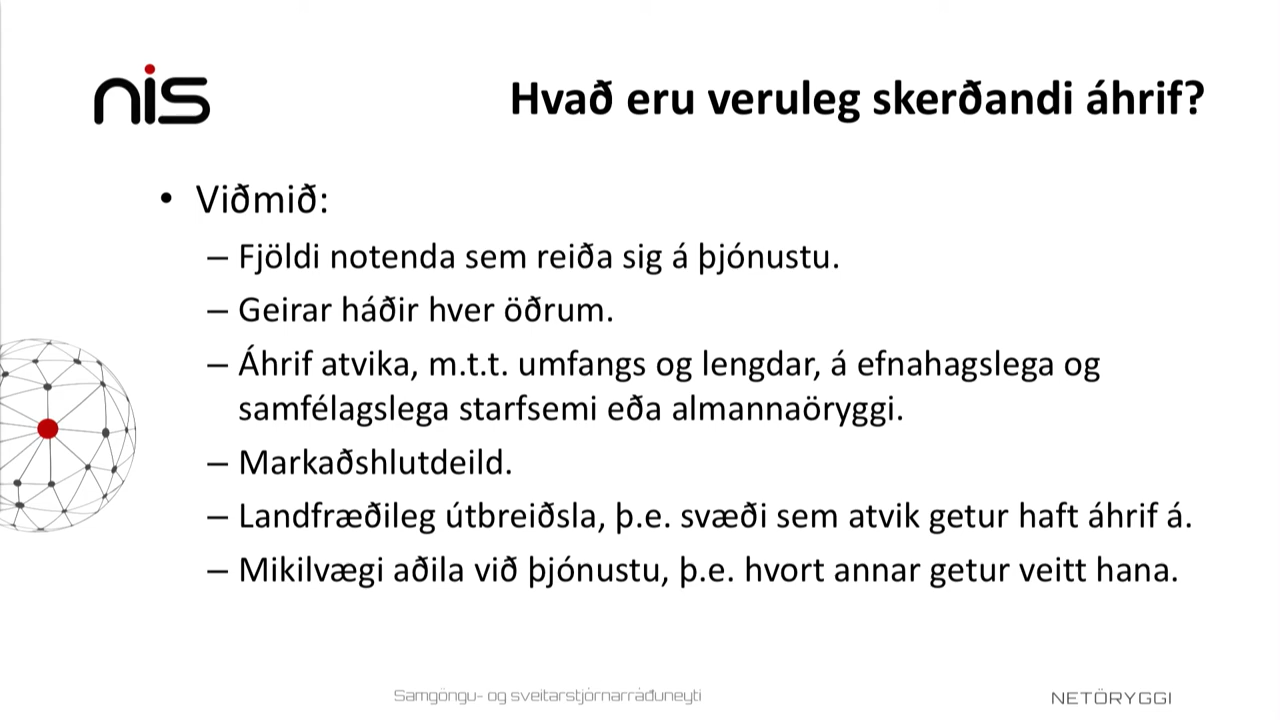 nis
Hvað eru veruleg skerðandi áhrif?
• Viðmið:
– Fjöldi notenda sem reiða sig á þjónustu.
– Geirar háðir hver öðrum.
– Áhrif atvika, m.t.t. umfangs og lengdar, á efnahagslega og
samfélagslega starfsemi eða almannaöryggi.
– Markaðshlutdeild.
– Landfræðileg útbreiðsla, þ.e. svæði sem atvik getur haft áhrif á.
– Mikilvægi aðila við þjónustu, þ.e. hvort annar getur veitt hana.
Samgöngu- og sveitarstjórnarráðuneyti
NETÖRYGGI